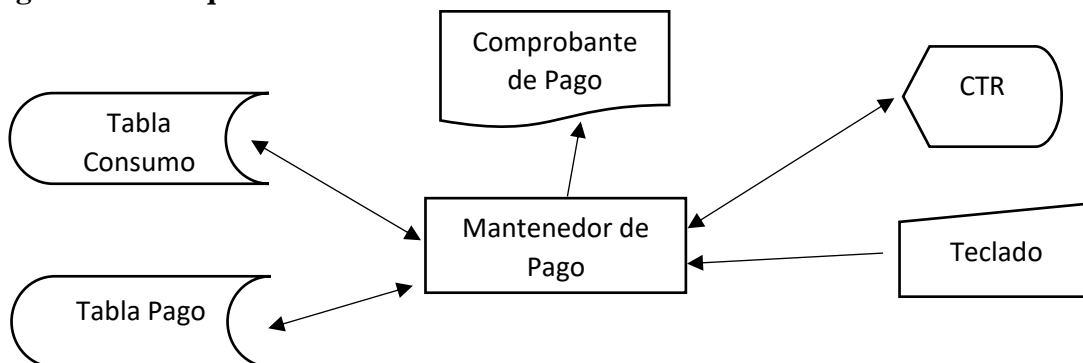 Comprobante
de Pago
CTR
Tabla
Consumo
Mantenedor de
Pago
Teclado
Tabla Pago